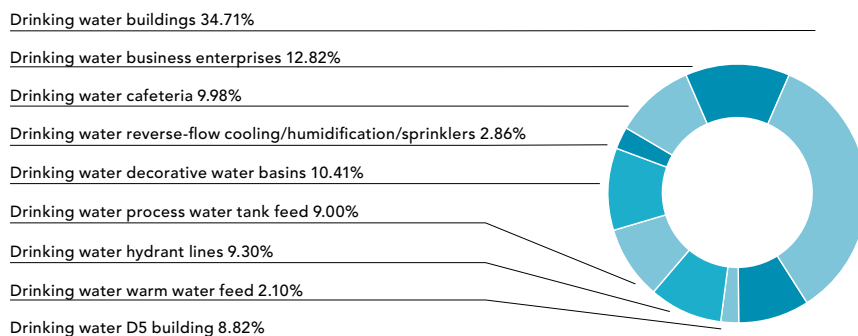 Drinking water buildings 34.71%
Drinking water business enterprises 12.82%
Drinking water cafeteria 9.98%
Drinking water reverse-flow cooling/humidification/sprinklers 2.86%
Drinking water decorative water basins 10.41%
Drinking water process water tank feed 9.00%
Drinking water hydrant lines 9.30%
Drinking water warm water feed 2.10%
Drinking water D5 building 8.82%